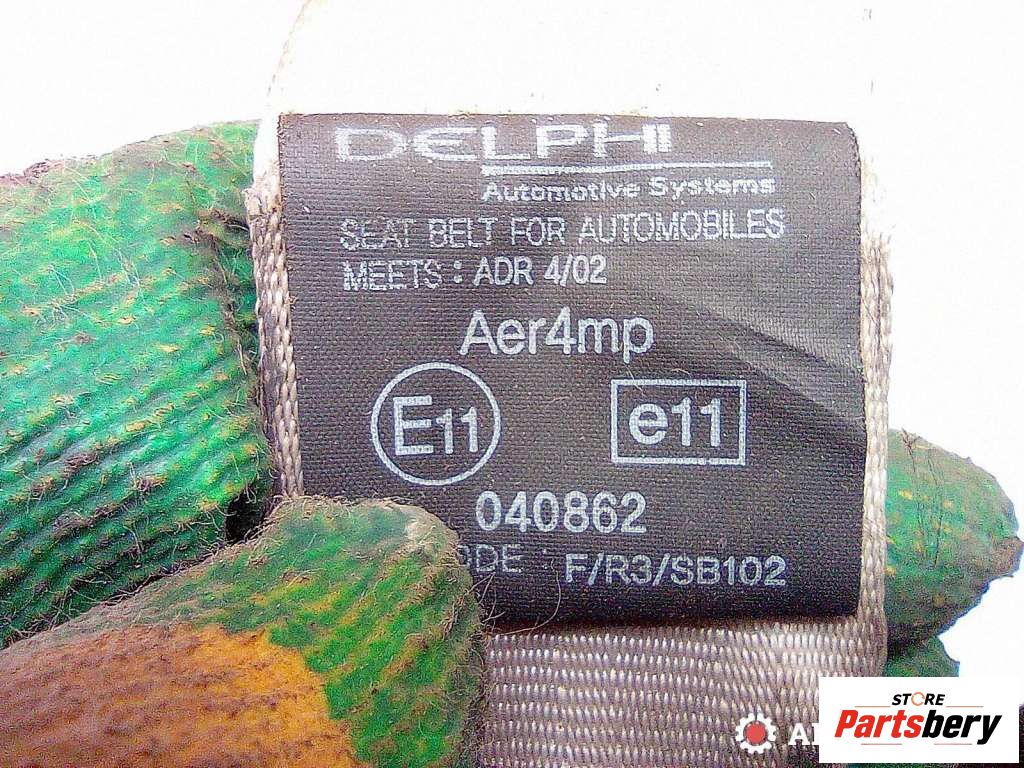 DELPHI
Automotive Systems
SEAT BELT FOR AUTOMOBILES
MEETS : ADR 4/02
Aer4mp
E11 e11
040862
: F/R3/SB102
STORE
Partsbery